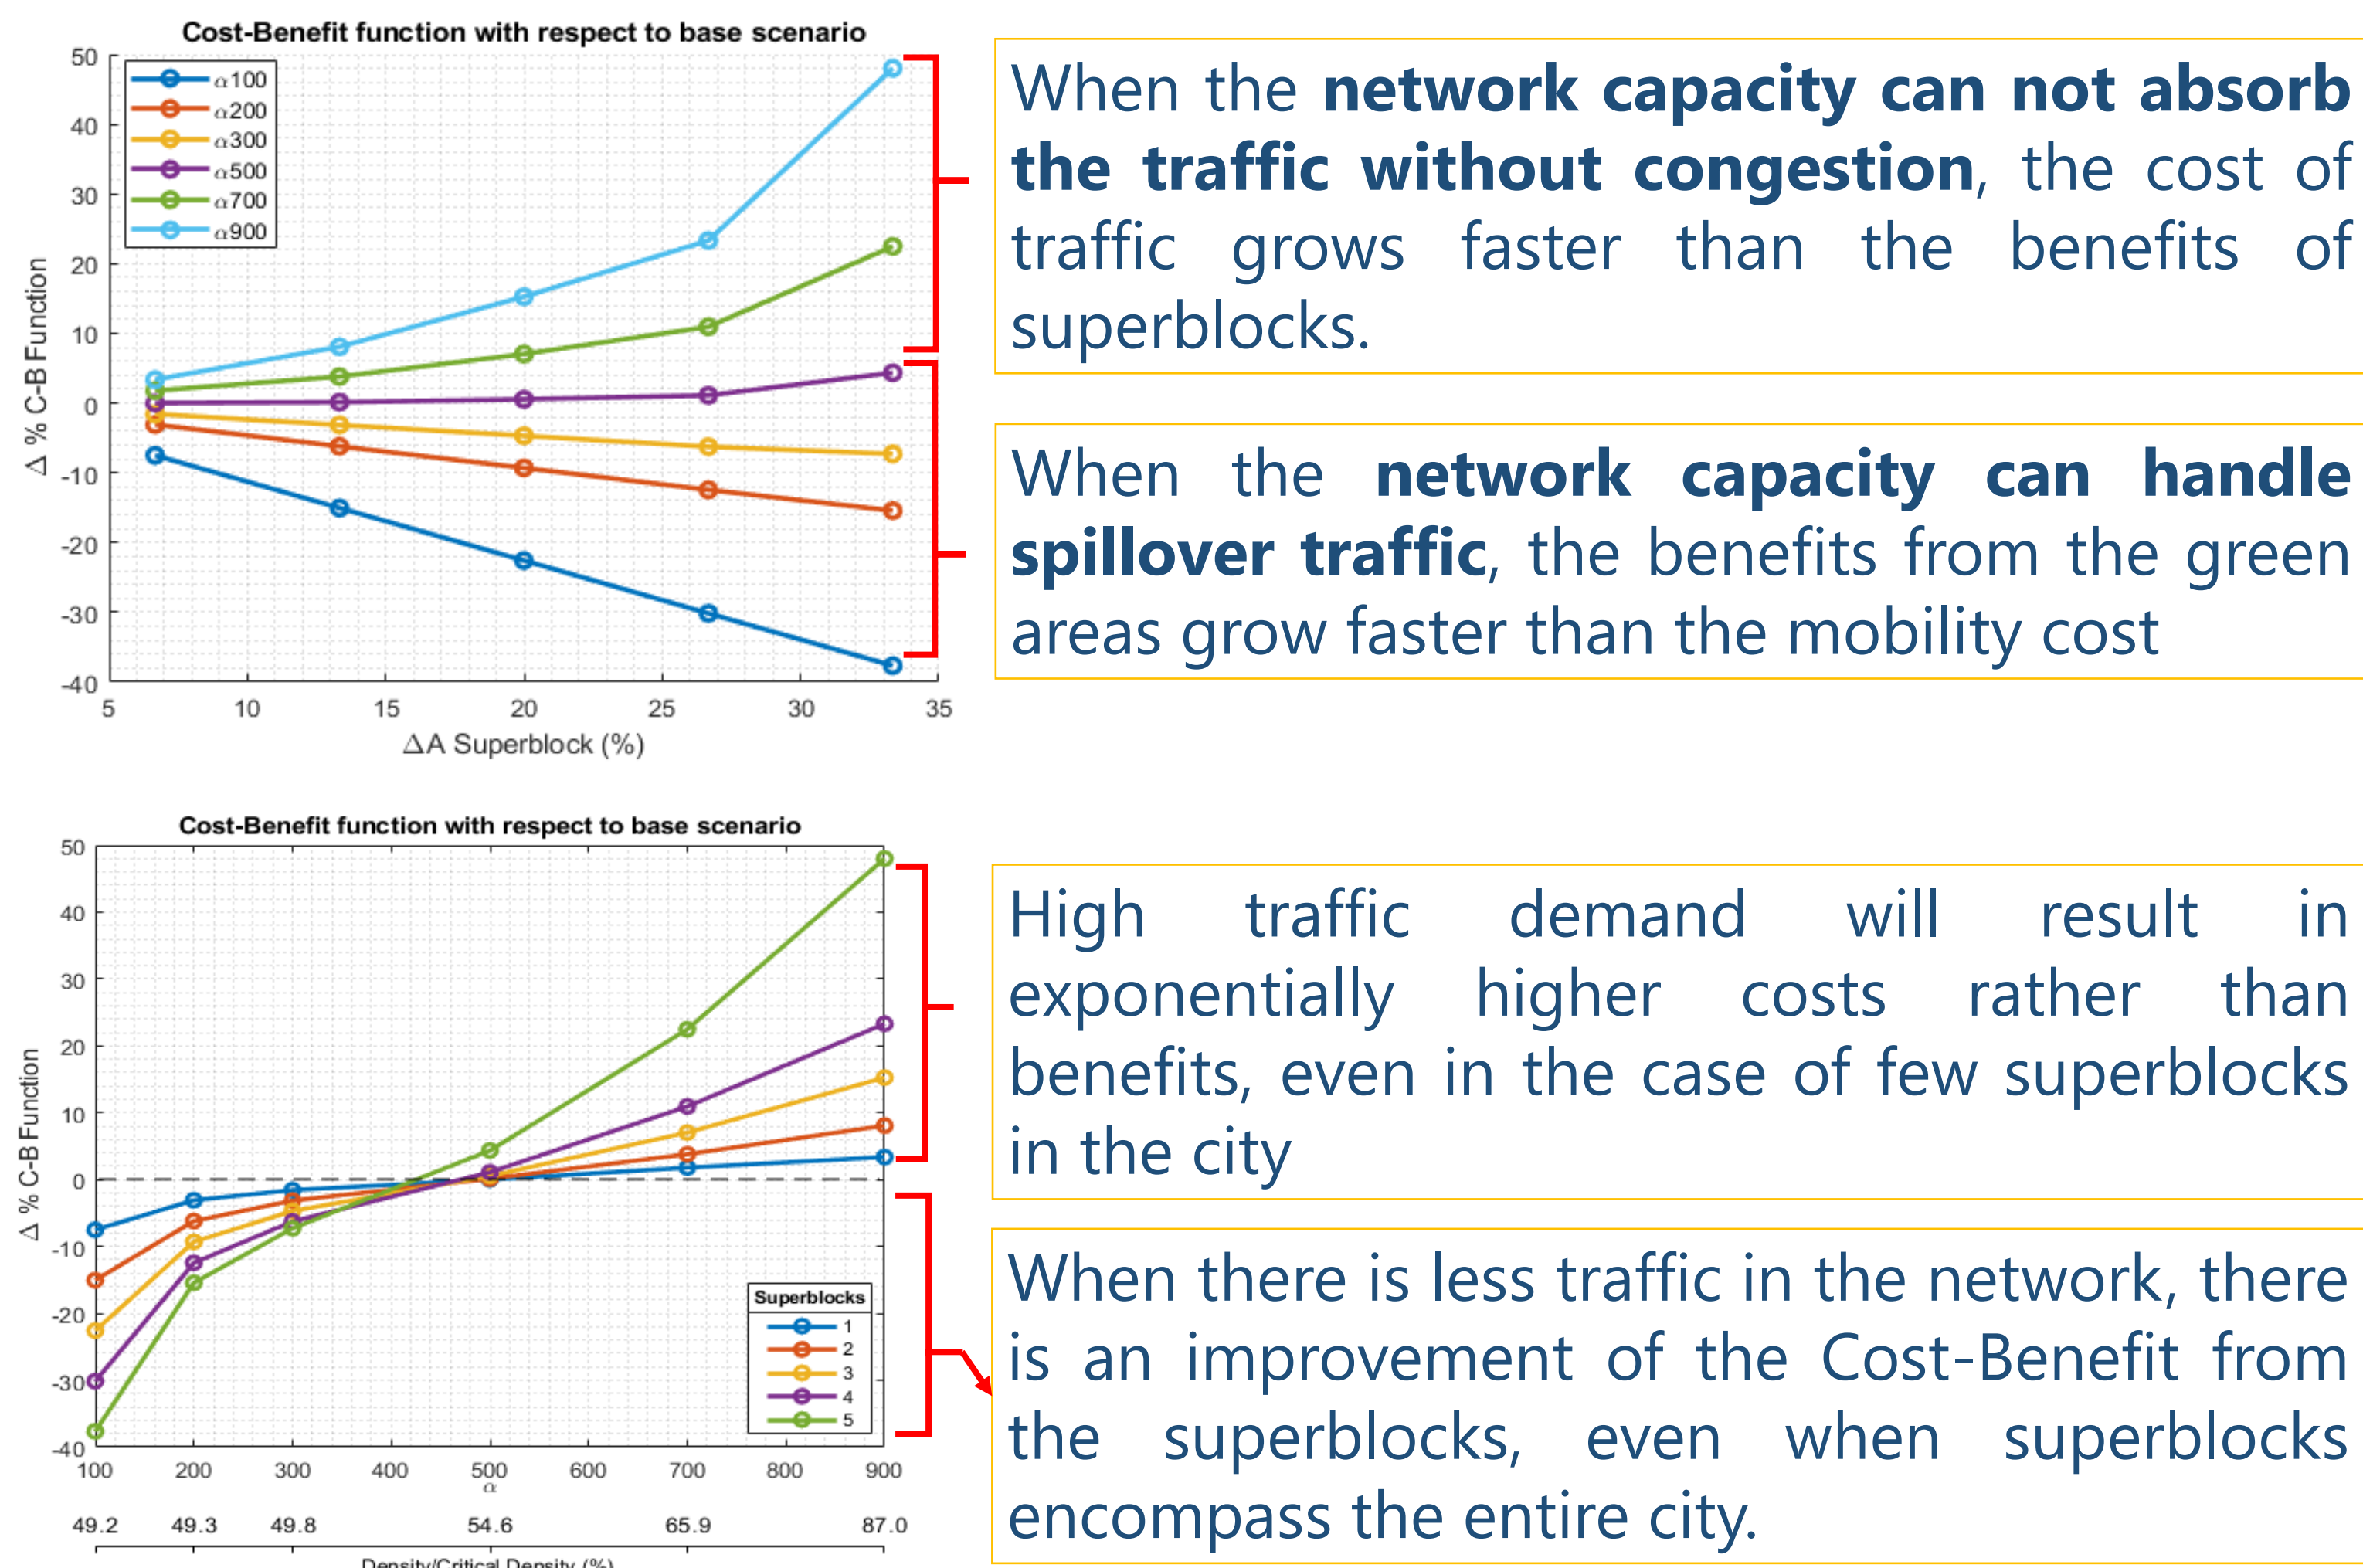 Cost-Benefit function with respect to base scenario
50
40
30
20
10
0
-10
-20
-30
-40
Δ % C-B Function
α100
α200
α300
α500
α700
α900
5
10
15
20
25
30
35
ΔA Superblock (%)
When the network capacity can not absorb
the traffic without congestion, the cost of
traffic grows faster than the benefits of
superblocks.
When the network capacity can handle
spillover traffic, the benefits from the green
areas grow faster than the mobility cost
Cost-Benefit function with respect to base scenario
50
40
30
20
10
0
-10
-20
-30
-40
Δ % C-B Function
Superblocks
1
2
3
4
5
100
200
300
400
500
600
700
800
900
α
49.2
49.3
49.8
54.6
65.9
87.0
Density/Critical Density (%)
High traffic demand will result in
exponentially higher costs rather than
benefits, even in the case of few superblocks
in the city
When there is less traffic in the network, there
is an improvement of the Cost-Benefit from
the superblocks, even when superblocks
encompass the entire city.